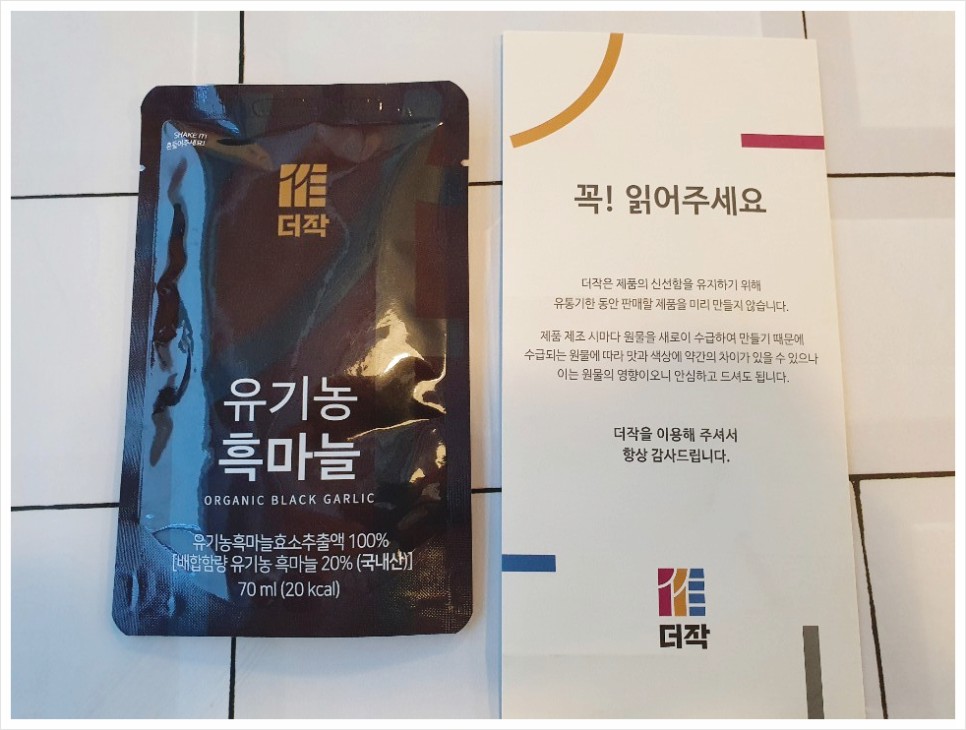 SHAKE IT!
흔들어주세요!
더작
유기농
흑마늘
ORGANIC BLACK GARLIC
유기농흑마늘효소추출액 100%
[배합함량 유기농 흑마늘 20% (국내산)]
70 ml (20 kcal)
꼭! 읽어주세요
더작은 제품의 신선함을 유지하기 위해
유통기한 동안 판매할 제품을 미리 만들지 않습니다.
제품 제조 시마다 원물을 새로이 수급하여 만들기 때문에
수급되는 원물에 따라 맛과 색상에 약간의 차이가 있을 수 있으나
이는 원물의 영향이오니 안심하고 드셔도 됩니다.
더작을 이용해 주셔서
항상 감사드립니다.
더작